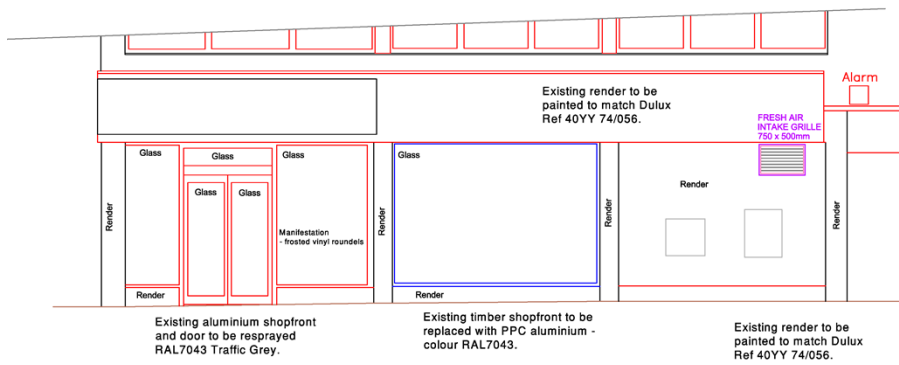 Alarm
Existing render to be
painted to match Dulux
Ref 40YY 74/056.
FRESH AIR
INTAKE GRILLE
750 x 500mm
Glass
Glass
Glass
Glass
Glass
Glass
Render
Render
Render
Render
Render
Manifestation
- frosted vinyl roundels
Render
Render
Existing aluminium shopfront
and door to be resprayed
RAL7043 Traffic Grey.
Existing timber shopfront to be
replaced with PPC aluminium -
colour RAL7043.
Existing render to be
painted to match Dulux
Ref 40YY 74/056.